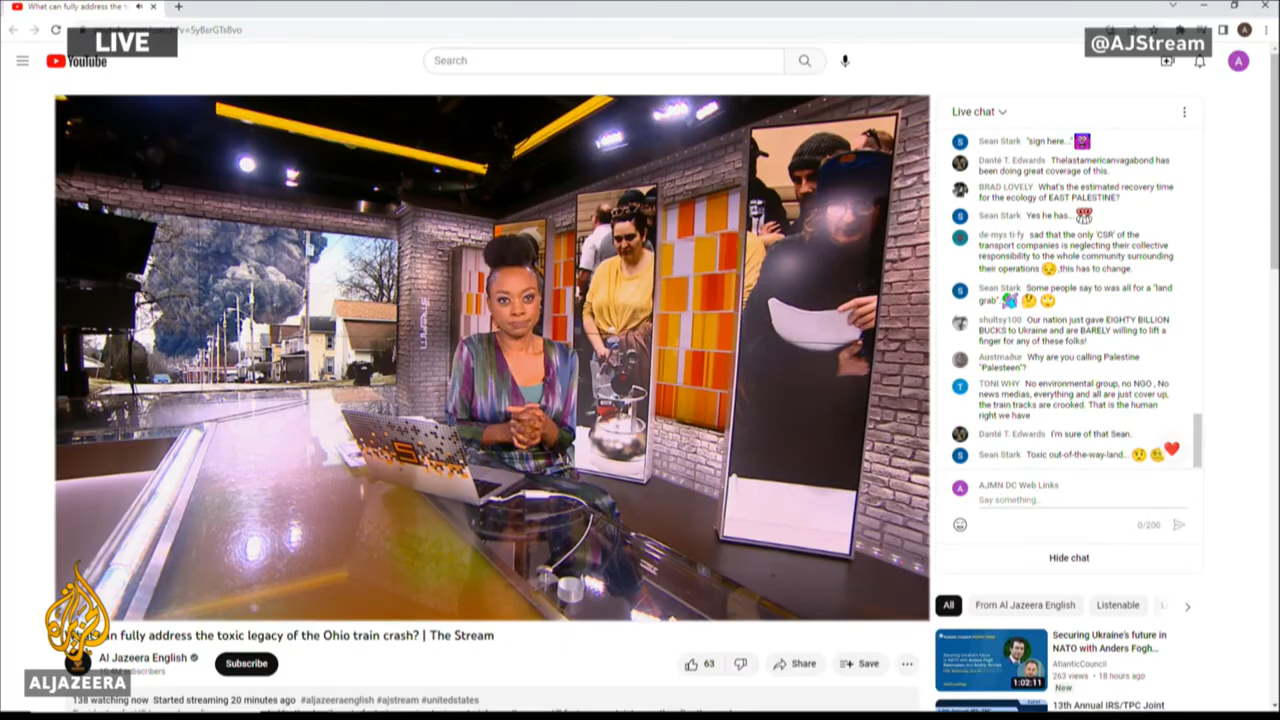 What can fully address the
LIVE
@AJStream
YouTube
Search
A
Live chat
Sean Stark "sign here..."
Danté T. Edwards Thelastamericanvagabond has
been doing great coverage of this.
BRAD LOVELY What's the estimated recovery time
for the ecology of EAST PALESTINE?
Sean Stark Yes he has...
de-mys ti-fy sad that the only 'CSR' of the
transport companies is neglecting their collective
responsibility to the whole community surrounding
their operations ,this has to change.
Sean Stark Some people say to was all for a "land
grab"
shultsy100 Our nation just gave EIGHTY BILLION
BUCKS to Ukraine and are BARELY willing to lift a
finger for any of these folks!
Austmaður Why are you calling Palestine
"Palesteen"?
TONI WHY No environmental group, no NGO , No
news medias, everything and all are just cover up,
the train tracks are crooked. That is the human
right we have
Danté T. Edwards I'm sure of that Sean.
Sean Stark Toxic out-of-the-way-land...
AJMN DC Web Links
Say something...
0/200
Hide chat
All
From Al Jazeera English
Listenable
fully address the toxic legacy of the Ohio train crash? | The Stream
Al Jazeera English
subscribers
Subscribe
Share
Save
ALJAZEERA
138 watching now Started streaming 20 minutes ago #aljazeeraenglish #ajstream #unitedstates
1:02:11
Securing Ukraine's future in
NATO with Anders Fogh...
AtlanticCouncil
263 views • 18 hours ago
New
13th Annual IRS/TPC Joint